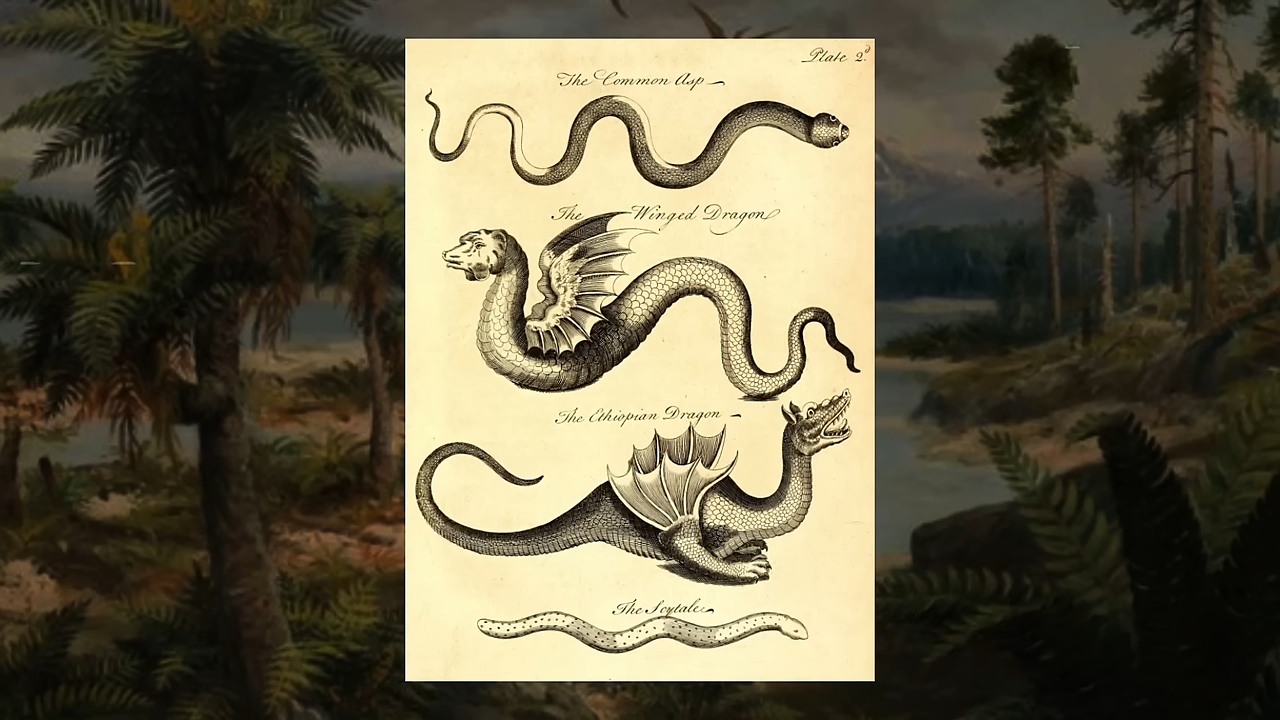 Plate 2.d
The Common Asp
The Winged Dragon
The Ethiopian Dragon
The Scytale